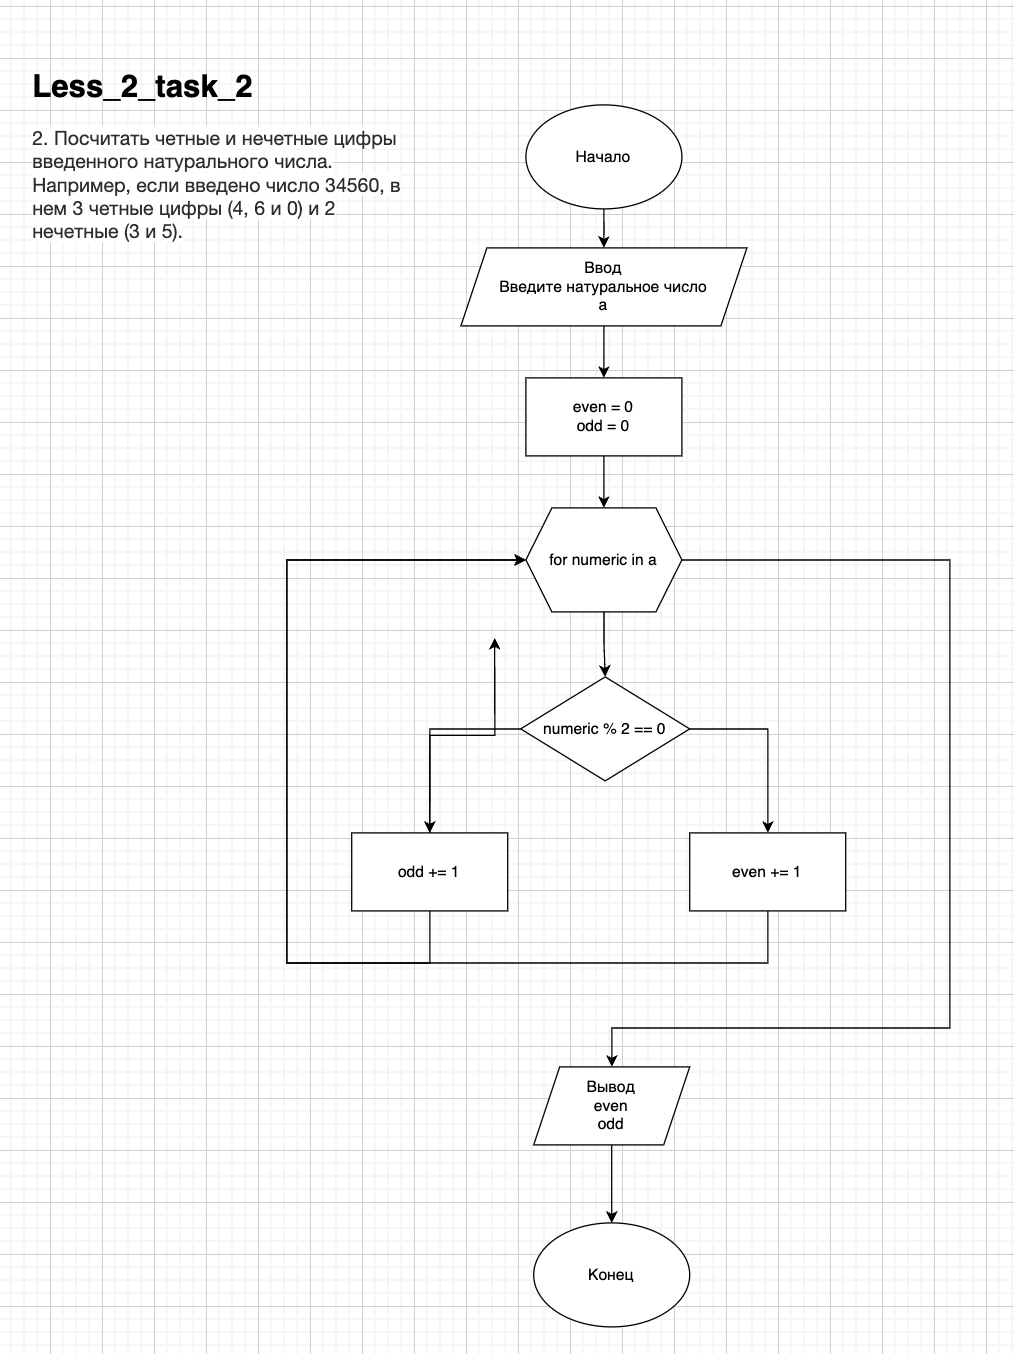 Less_2_task_2
2. Посчитать четные и нечетные цифры
введенного натурального числа.
Например, если введено число 34560, в
нем 3 четные цифры (4, 6 и 0) и 2
нечетные (3 и 5).
Начало
Ввод
Введите натуральное число
a
even = 0
odd = 0
for numeric in a
numeric % 2 == 0
odd += 1
even += 1
Вывод
even
odd
Конец